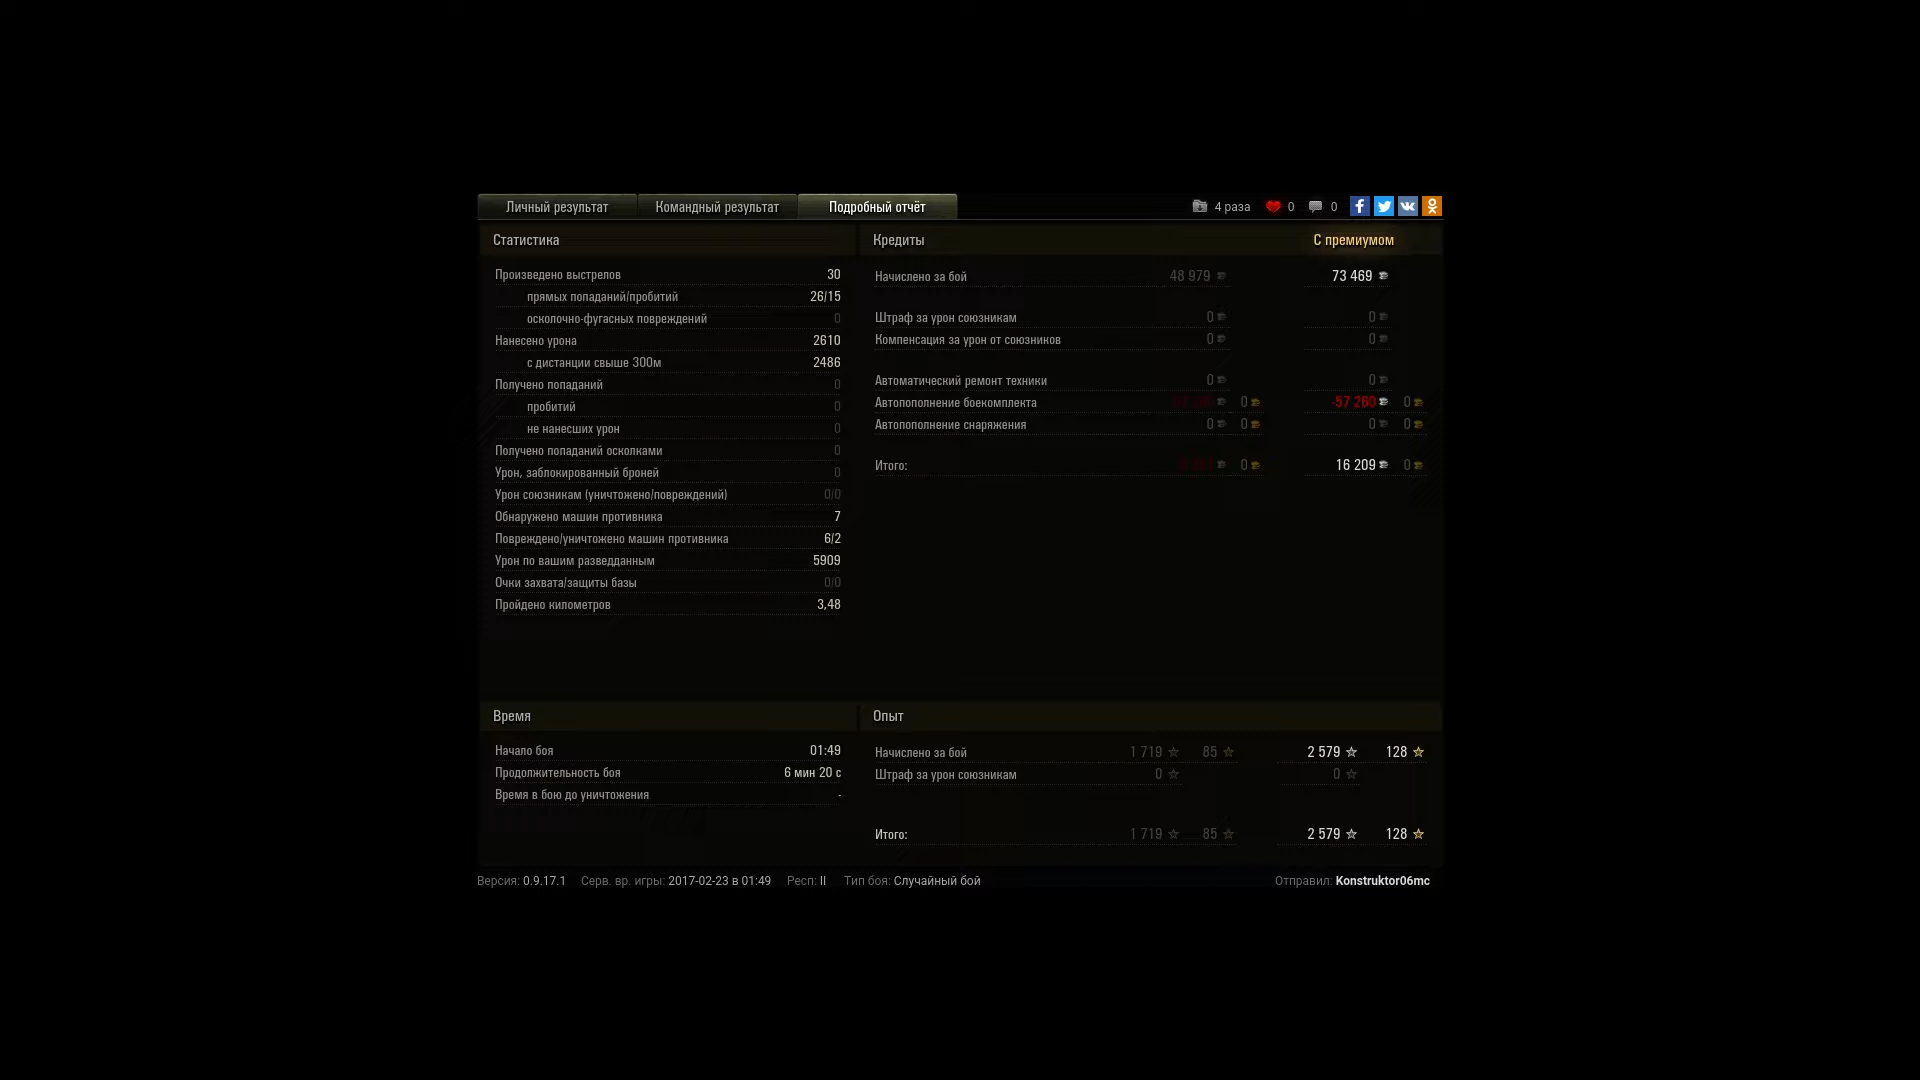 Личный результат Командный результат Подробный отчёт 4 раза 0 0
Статистика
Произведено выстрелов 30
прямых попаданий/пробитий 26/15
осколочно-фугасных повреждений 0
Нанесено урона 2610
с дистанции свыше 300м 2486
Получено попаданий 0
пробитий 0
не нанесших урон 0
Получено попаданий осколками 0
Урон, заблокированный броней 0
Урон союзникам (уничтожено/повреждений) 0/0
Обнаружено машин противника 7
Повреждено/уничтожено машин противника 6/2
Урон по вашим разведданным 5909
Очки захвата/защиты базы 0/0
Пройдено километров 3,48
Кредиты С премиумом
Начислено за бой 48 979 73 469
Штраф за урон союзникам 0 0
Компенсация за урон от союзников 0 0
Автоматический ремонт техники 0 0
Автопополнение боекомплекта 0 -57 260 0
Автопополнение снаряжения 0 0 0 0
Итого: 0 16 209 0
Время
Начало боя 01:49
Продолжительность боя 6 мин 20 с
Время в бою до уничтожения -
Опыт
Начислено за бой 1 719 85 2 579 128
Штраф за урон союзникам 0 0
Итого: 1 719 85 2 579 128
Версия: 0.9.17.1 Серв. вр. игры: 2017-02-23 в 01:49 Респ: II Тип боя: Случайный бой Отправил: Konstruktor06mc